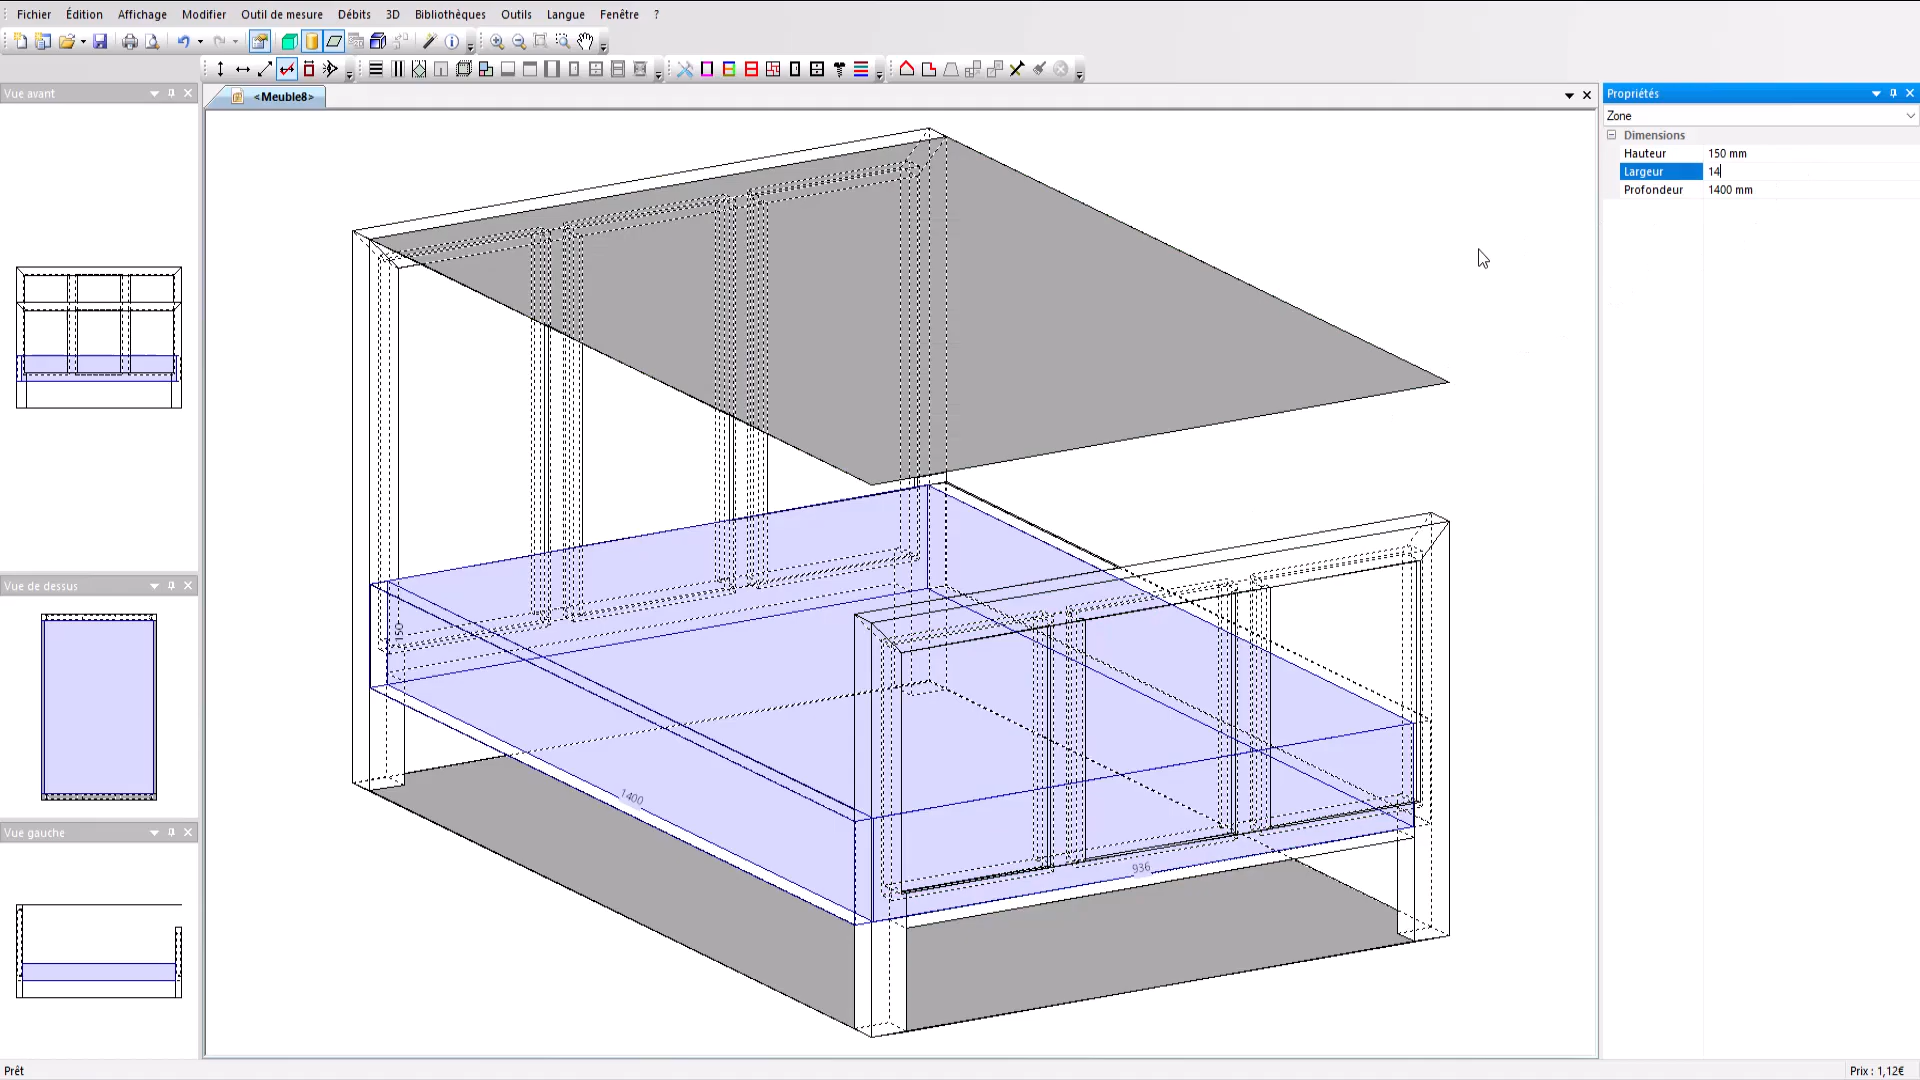 Fichier Édition Affichage Modifier Outil de mesure Débits 3D Bibliothèques Outils Langue Fenêtre ?
Vue avant
<Meuble8>
Propriétés
Zone
Dimensions
Hauteur 150 mm
Largeur 14
Profondeur 1400 mm
Vue de dessus
150
1400
Vue gauche
936
Prêt
Prix : 1,12€